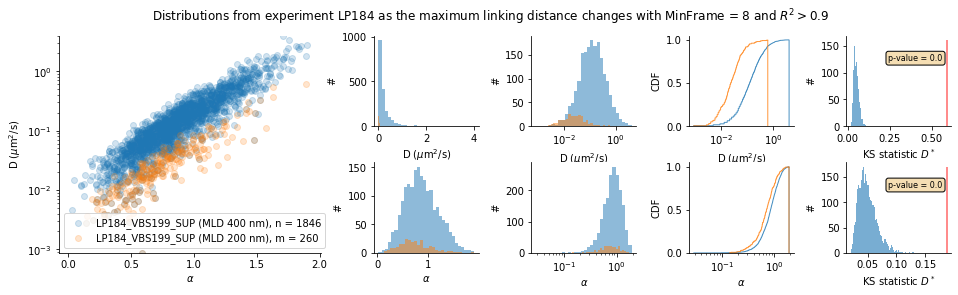 Distributions from experiment LP184 as the maximum linking distance changes with MinFrame = 8 and R² > 0.9
D (μm²/s)
10⁰
10⁻¹
10⁻²
10⁻³
0.0 0.5 1.0 1.5 2.0
α
LP184_VBS199_SUP (MLD 400 nm), n = 1846
LP184_VBS199_SUP (MLD 200 nm), m = 260
#
1000
500
0
0 2 4
D (μm²/s)
#
150
100
50
0
10⁻² 10⁰
D (μm²/s)
CDF
1.0
0.5
0.0
10⁻² 10⁰
D (μm²/s)
#
150
100
50
0
p-value = 0.0
0.00 0.25 0.50
KS statistic D*
#
150
100
50
0
0 1
α
#
200
100
0
10⁻¹ 10⁰
α
CDF
1.0
0.5
0.0
10⁻¹ 10⁰
α
#
150
100
50
0
p-value = 0.0
0.05 0.10 0.15
KS statistic D*